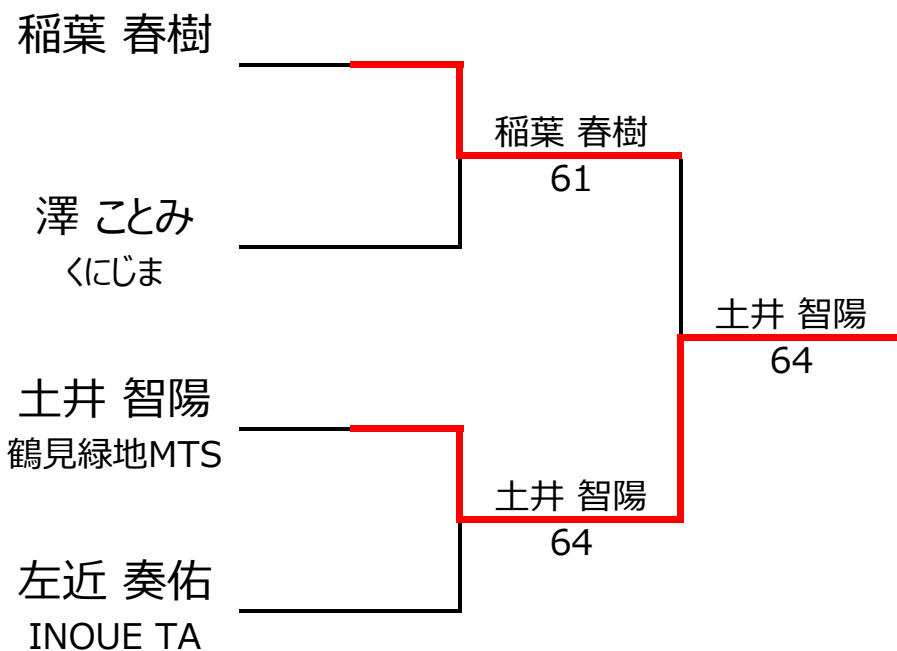 稲葉 春樹
稲葉 春樹
61
澤 ことみ
くにじま
土井 智陽
64
土井 智陽
鶴見緑地MTS
土井 智陽
64
左近 奏佑
INOUE TA